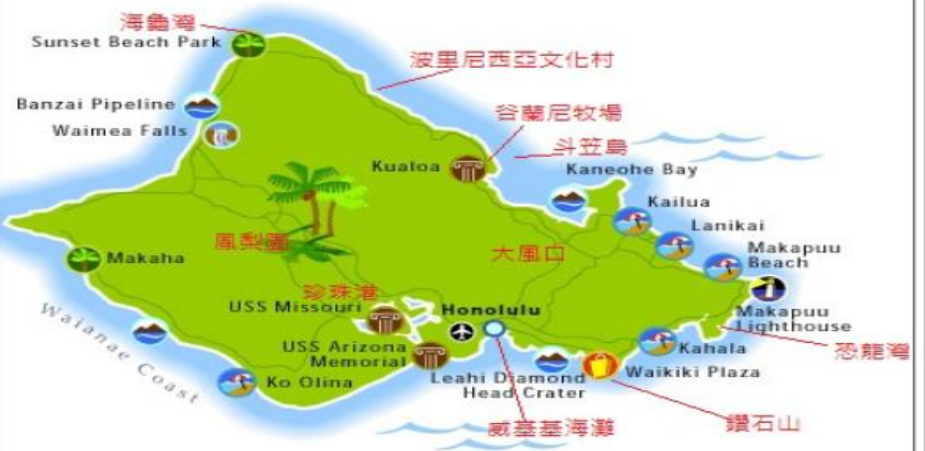 海龜灣
Sunset Beach Park
波里尼西亞文化村
Banzai Pipeline
Waimea Falls
谷蘭尼牧場
斗笠島
Kualoa
Kaneohe Bay
Kailua
Lanikai
鳳梨園
大風口
Makapuu
Beach
Makaha
珍珠港
USS Missouri
Honolulu
Makapuu
Lighthouse
Waianae Coast
USS Arizona
Memorial
Kahala
恐龍灣
Ko Olina
Leahi Diamond
Head Crater
Waikiki Plaza
威基基海灘
鑽石山